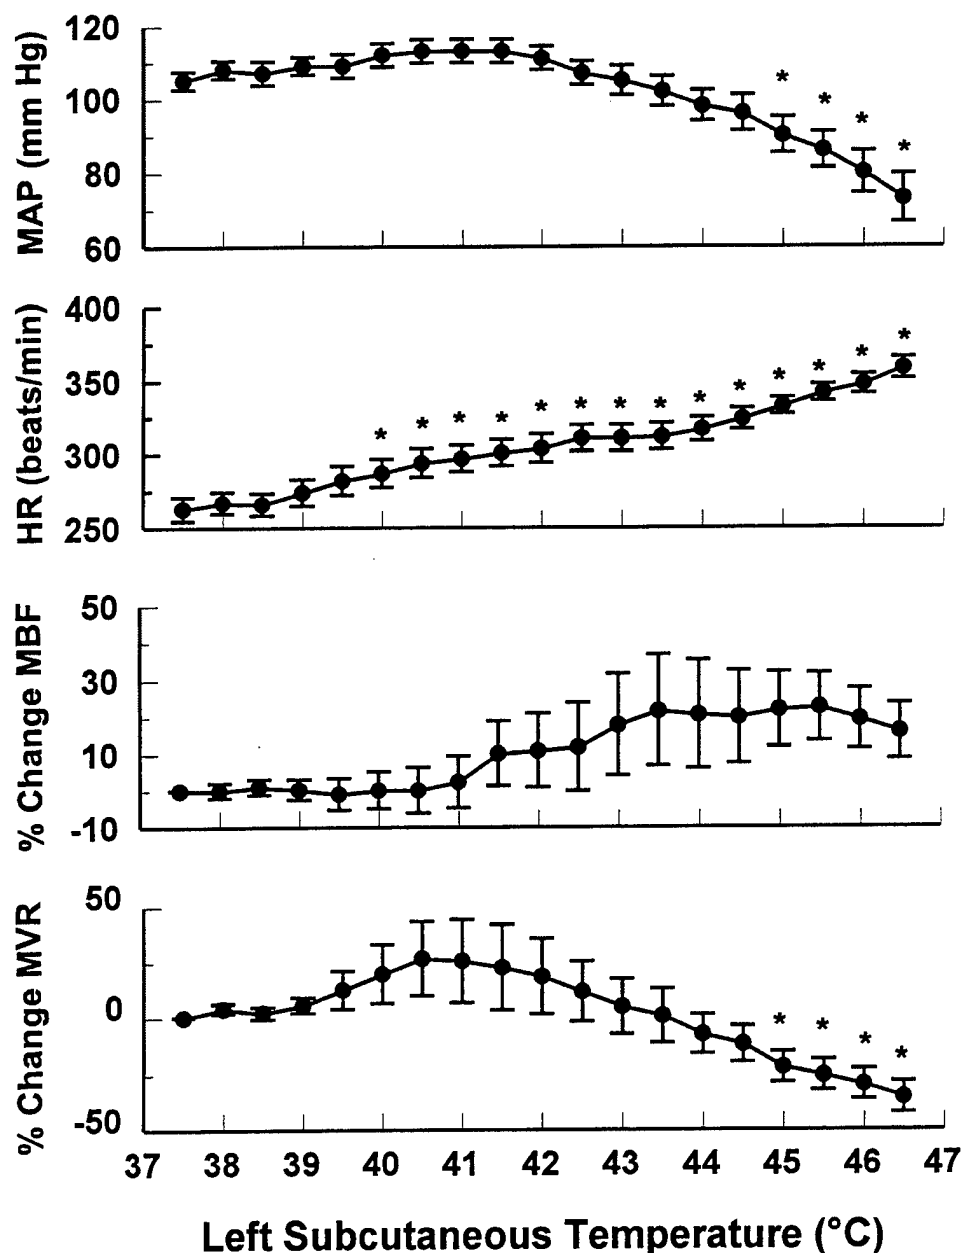 MAP (mm Hg)
120
100
80
60
* * * *
HR (beats/min)
400
350
300
250
* * * * * * * * * * * * * *
% Change MBF
50
30
10
-10
% Change MVR
50
0
-50
* * * *
37 38 39 40 41 42 43 44 45 46 47
Left Subcutaneous Temperature (°C)